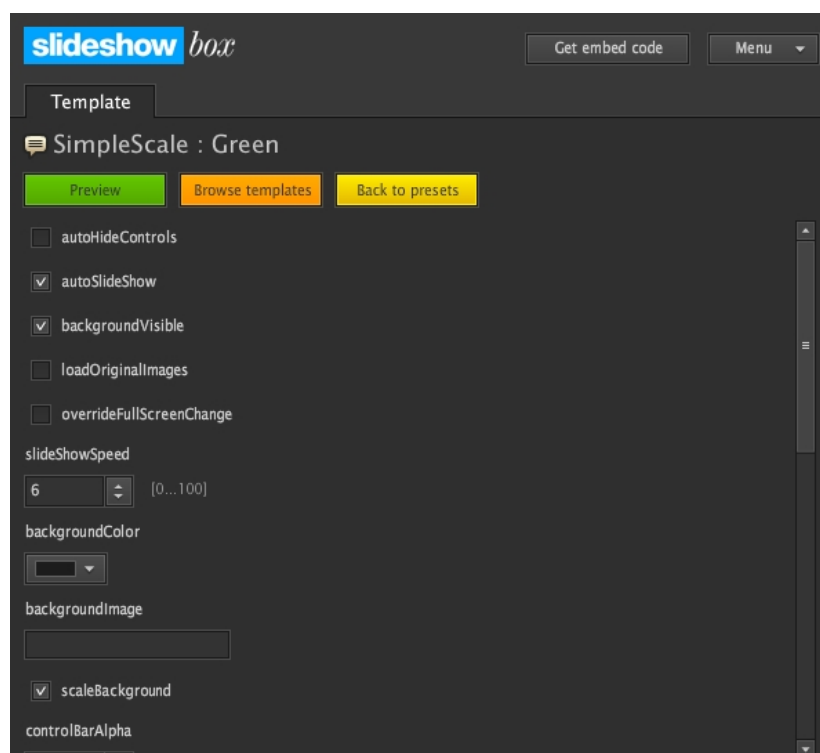 slideshow box
Get embed code
Menu
Template
SimpleScale : Green
Preview
Browse templates
Back to presets
autoHideControls
autoSlideShow
backgroundVisible
loadOriginalImages
overrideFullScreenChange
slideShowSpeed
6 [0...100]
backgroundColor
backgroundImage
scaleBackground
controlBarAlpha